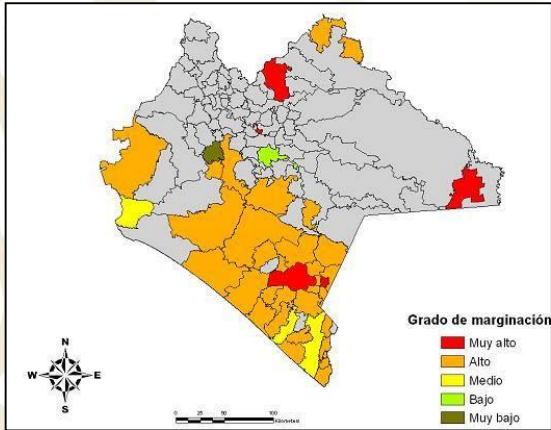 Grado de marginación
Muy alto
Alto
Medio
Bajo
Muy bajo
N
W E
S